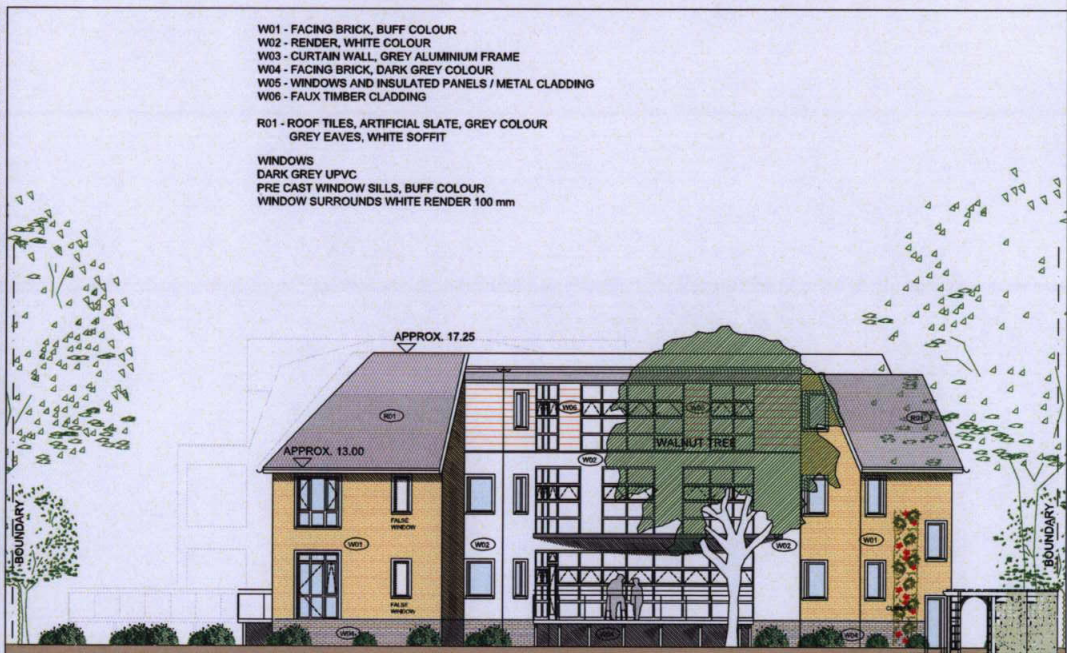 W01 - FACING BRICK, BUFF COLOUR
W02 - RENDER, WHITE COLOUR
W03 - CURTAIN WALL, GREY ALUMINIUM FRAME
W04 - FACING BRICK, DARK GREY COLOUR
W05 - WINDOWS AND INSULATED PANELS / METAL CLADDING
W06 - FAUX TIMBER CLADDING
R01 - ROOF TILES, ARTIFICIAL SLATE, GREY COLOUR
GREY EAVES, WHITE SOFFIT
WINDOWS
DARK GREY UPVC
PRE CAST WINDOW SILLS, BUFF COLOUR
WINDOW SURROUNDS WHITE RENDER 100 mm
APPROX. 17.25
R01
W06
R01
WALNUT TREE
APPROX. 13.00
W02
BOUNDARY
BOUNDARY
FALSE
WINDOW
W01
W02
W02
W01
FALSE
WINDOW
W04
W04